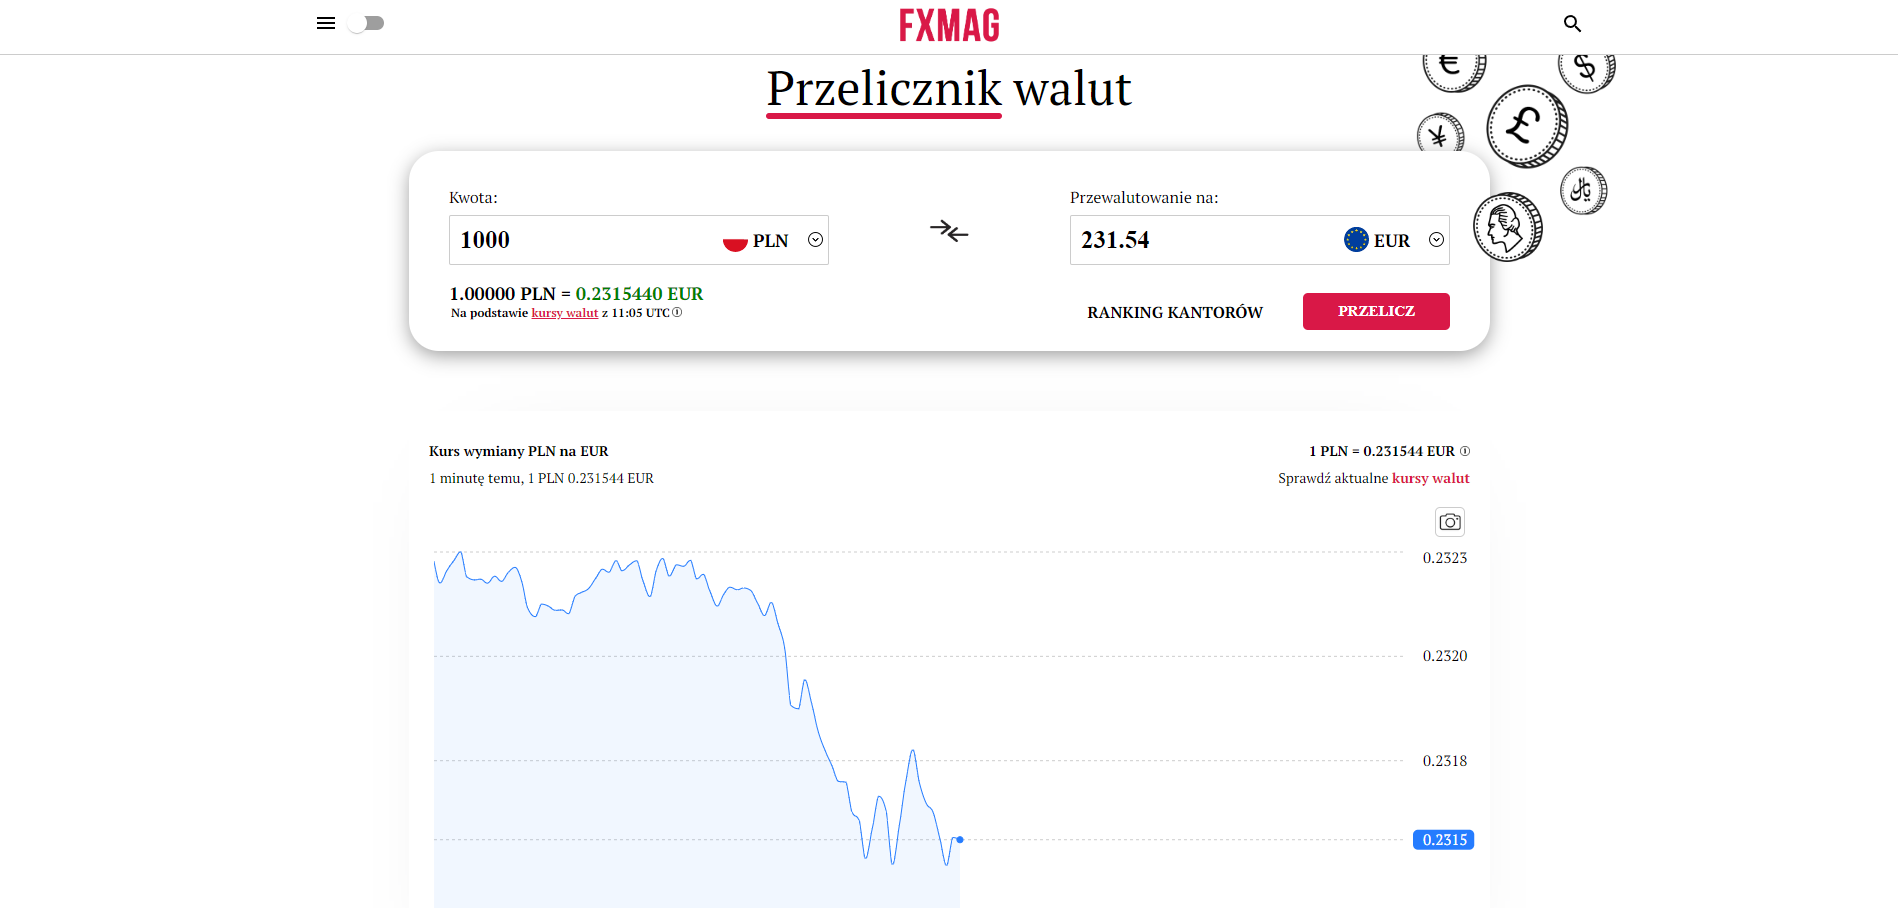 FXMAG
Przelicznik walut
Kwota:
Przewalutowanie na:
1000 PLN
231.54 EUR
1.00000 PLN = 0.2315440 EUR
Na podstawie kursy walut z 11:05 UTC
RANKING KANTORÓW
PRZELICZ
Kurs wymiany PLN na EUR
1 PLN = 0.231544 EUR
1 minutę temu, 1 PLN 0.231544 EUR
Sprawdź aktualne kursy walut
0.2323
0.2320
0.2318
0.2315